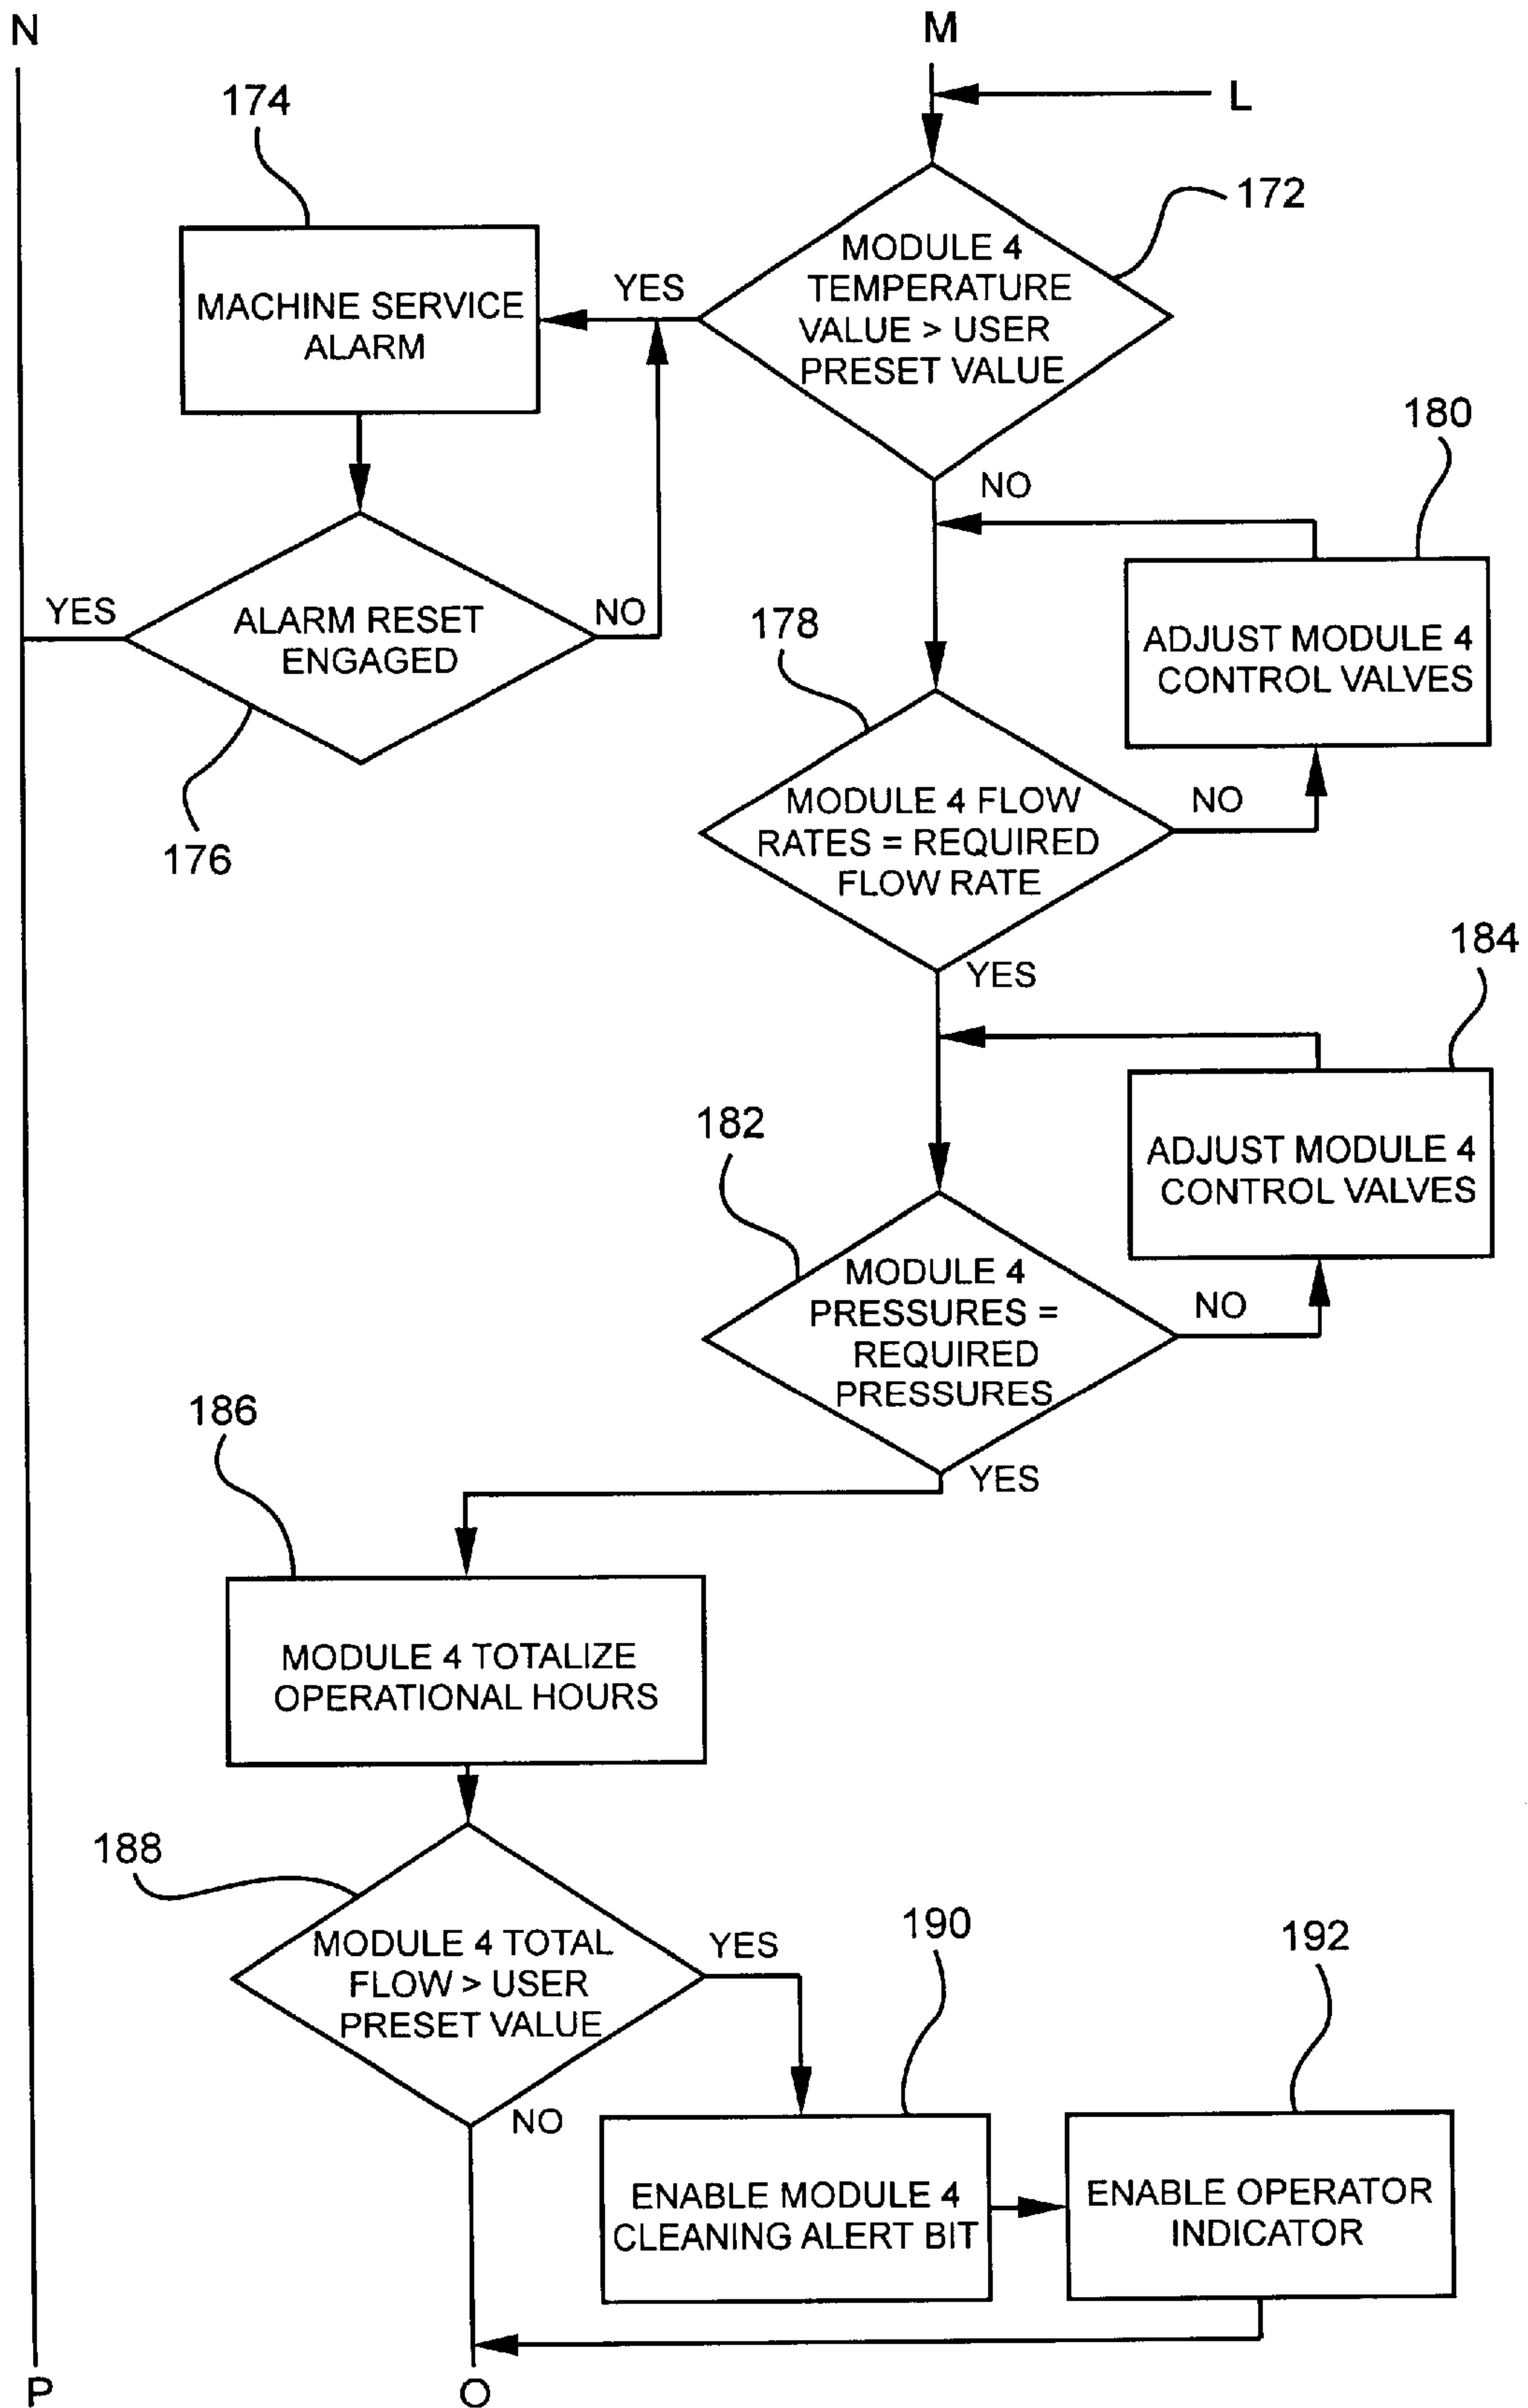 N
M
L
174
172
MACHINE SERVICE
ALARM
YES
MODULE 4
TEMPERATURE
VALUE > USER
PRESET VALUE
NO
180
ADJUST MODULE 4
CONTROL VALVES
YES
ALARM RESET
ENGAGED
NO
176
178
MODULE 4 FLOW
RATES = REQUIRED
FLOW RATE
NO
YES
184
ADJUST MODULE 4
CONTROL VALVES
182
MODULE 4
PRESSURES =
REQUIRED
PRESSURES
NO
YES
186
MODULE 4 TOTALIZE
OPERATIONAL HOURS
188
MODULE 4 TOTAL
FLOW > USER
PRESET VALUE
YES
NO
190
192
ENABLE MODULE 4
CLEANING ALERT BIT
ENABLE OPERATOR
INDICATOR
P
O